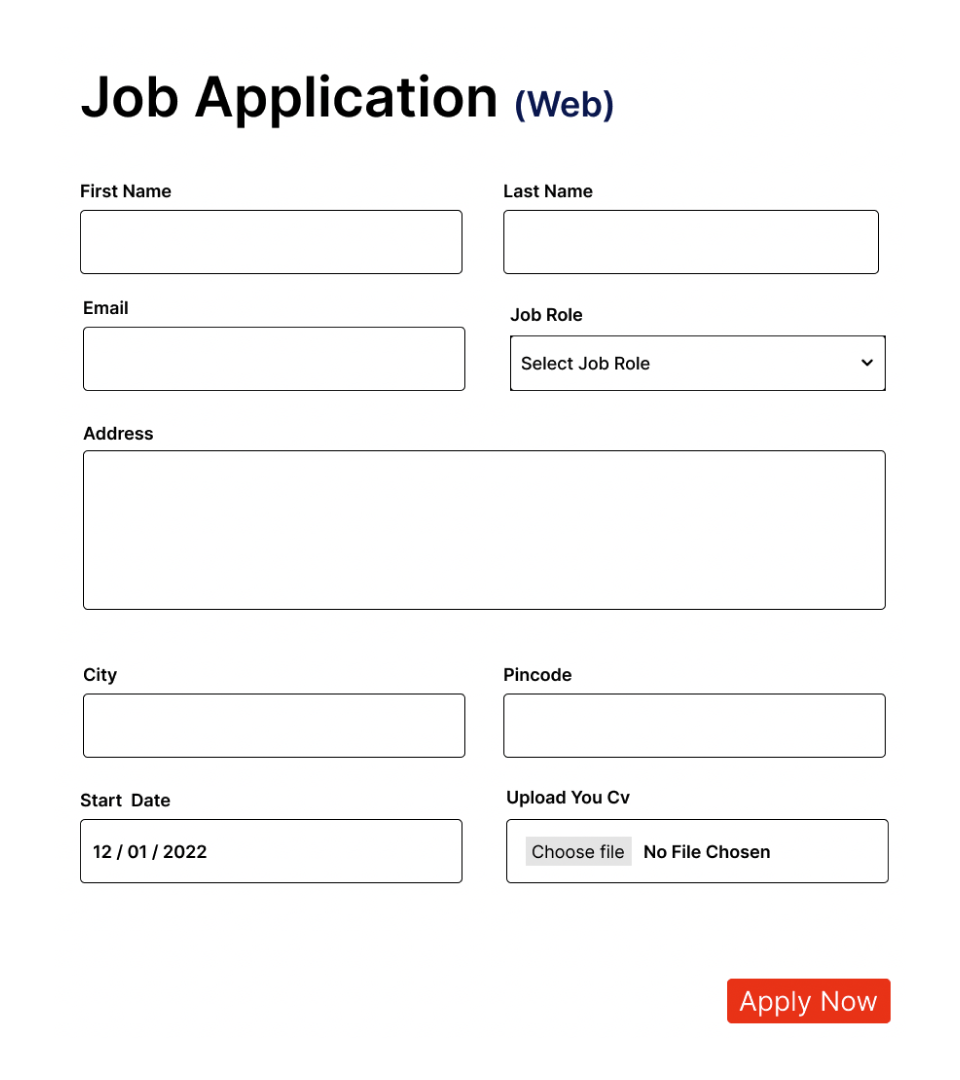 Job Application (Web)
First Name
Last Name
Email
Job Role
Select Job Role
Address
City
Pincode
Start Date
Upload You Cv
12 / 01 / 2022
Choose file No File Chosen
Apply Now